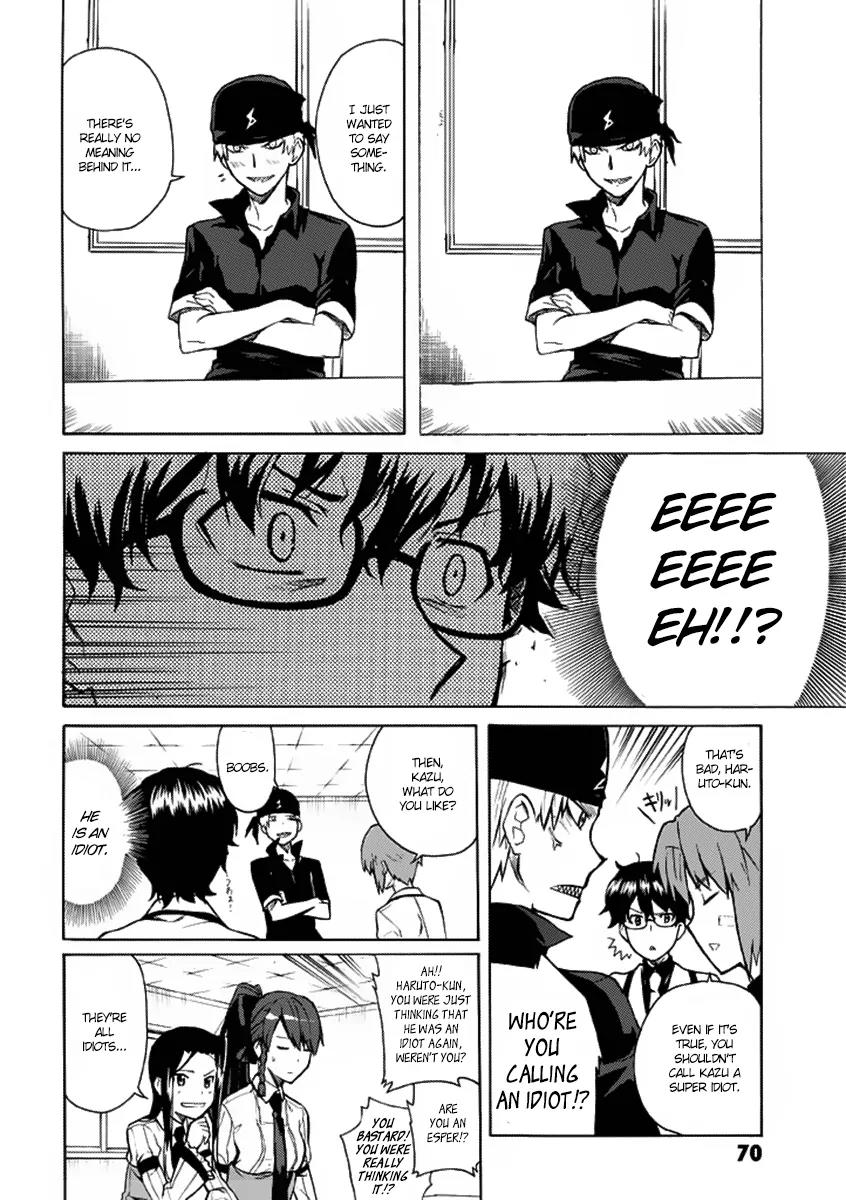 I JUST
WANTED
TO SAY
SOME-
THING.
THERE'S
REALLY NO
MEANING
BEHIND IT...
EEEE
EEEE
EH!!?
THAT'S
BAD, HAR-
UTO-KUN.
キリッ
EVEN IF IT'S
TRUE, YOU
SHOULDN'T
CALL KAZU A
SUPER IDIOT.
WHO'RE
YOU
CALLING
AN IDIOT!?
THEN,
KAZU,
WHAT DO
YOU LIKE?
BOOBS.
HE
IS AN
IDIOT.
AH!!
HARUTO-KUN,
YOU WERE JUST
THINKING THAT
HE WAS AN
IDIOT AGAIN,
WEREN'T YOU?
ARE
YOU AN
ESPER!?
YOU
BASTARD!
YOU WERE
REALLY
THINKING
IT!?
THEY'RE
ALL
IDIOTS...
70